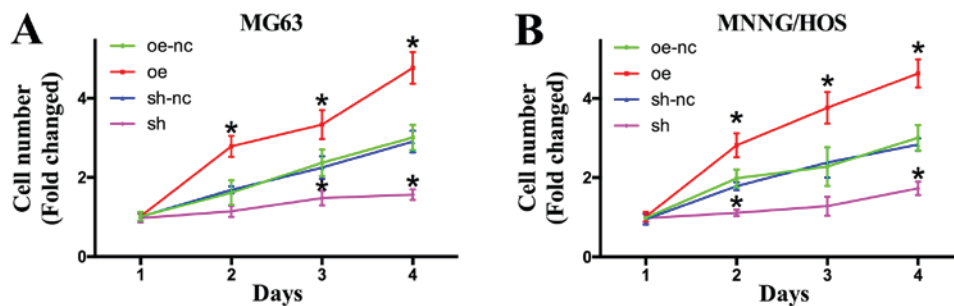 A
MG63
oe-nc
oe
sh-nc
sh
Cell number
(Fold changed)
4
2
0
*
*
*
*
*
1
2
3
4
Days
B
MNNG/HOS
oe-nc
oe
sh-nc
sh
Cell number
(Fold changed)
4
2
0
*
*
*
*
*
1
2
3
4
Days